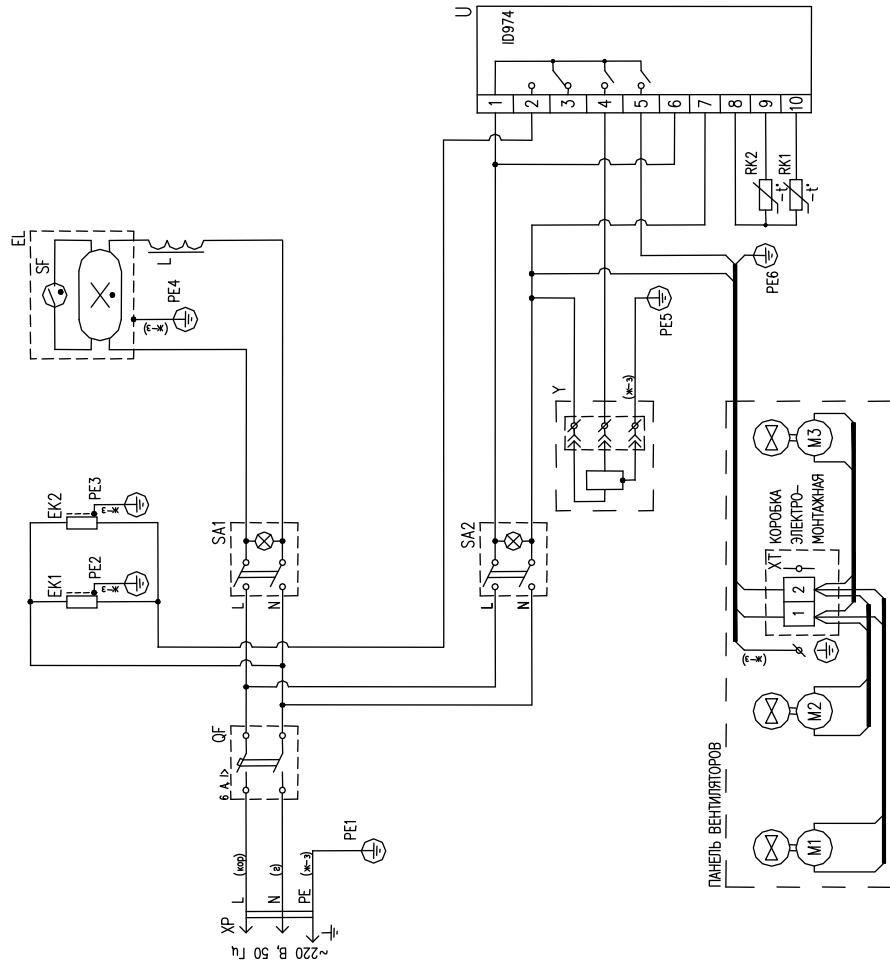 U
ID974
1
2
3
4
5
6
7
8
9
10
RK2
-t°
RK1
-t°
EL
SF
L
PE4
(ж-з)
PE6
PE5
(ж-з)
Y
EK2
PE3
ж-з
EK1
PE2
ж-з
SA1
L
N
SA2
L
N
QF
6 А I>
XP
L
(кор)
N
(г)
PE
(ж-з)
PE1
~220 В, 50 Гц
ПАНЕЛЬ ВЕНТИЛЯТОРОВ
КОРОБКА
ЭЛЕКТРО-
МОНТАЖНАЯ
XT
1
2
(ж-з)
M1
M2
M3